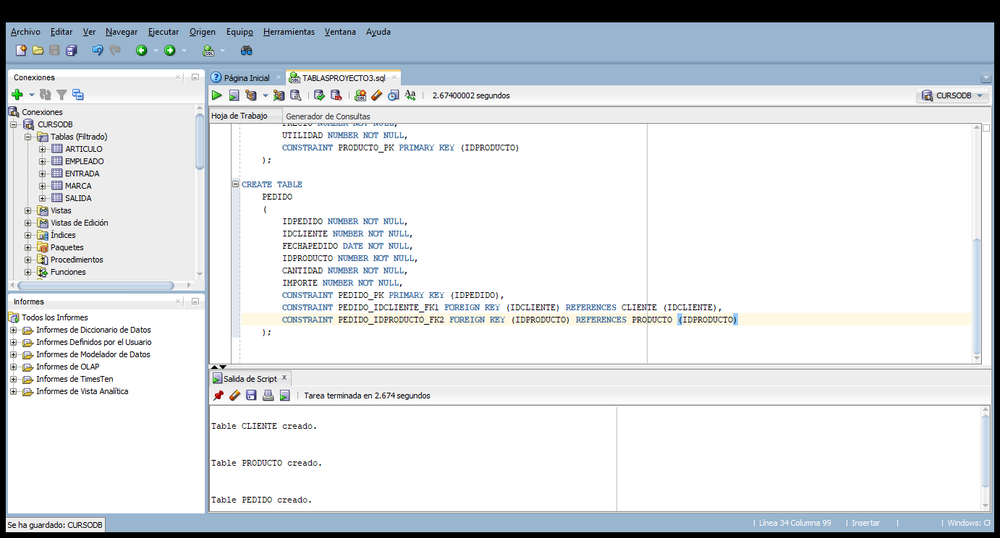 Archivo Editar Ver Navegar Ejecutar Origen Equipo Herramientas Ventana Ayuda
Conexiones
Conexiones
CURSODB
Tablas (Filtrado)
ARTICULO
EMPLEADO
ENTRADA
MARCA
SALIDA
Vistas
Vistas de Edición
Índices
Paquetes
Procedimientos
Funciones
Informes
Todos los Informes
Informes de Diccionario de Datos
Informes Definidos por el Usuario
Informes de Modelador de Datos
Informes de OLAP
Informes de TimesTen
Informes de Vista Analítica
Página Inicial
TABLASPROYECTO3.sql
2.67400002 segundos
CURSODB
Hoja de Trabajo
Generador de Consultas
PRECIO NUMBER NOT NULL,
UTILIDAD NUMBER NOT NULL,
CONSTRAINT PRODUCTO_PK PRIMARY KEY (IDPRODUCTO)
);
CREATE TABLE
PEDIDO
(
IDPEDIDO NUMBER NOT NULL,
IDCLIENTE NUMBER NOT NULL,
FECHAPEDIDO DATE NOT NULL,
IDPRODUCTO NUMBER NOT NULL,
CANTIDAD NUMBER NOT NULL,
IMPORTE NUMBER NOT NULL,
CONSTRAINT PEDIDO_PK PRIMARY KEY (IDPEDIDO),
CONSTRAINT PEDIDO_IDCLIENTE_FK1 FOREIGN KEY (IDCLIENTE) REFERENCES CLIENTE (IDCLIENTE),
CONSTRAINT PEDIDO_IDPRODUCTO_FK2 FOREIGN KEY (IDPRODUCTO) REFERENCES PRODUCTO (IDPRODUCTO)
);
Salida de Script
Tarea terminada en 2.674 segundos
Table CLIENTE creado.
Table PRODUCTO creado.
Table PEDIDO creado.
Se ha guardado: CURSODB
| Línea 34 Columna 99 | Insertar | | Windows: